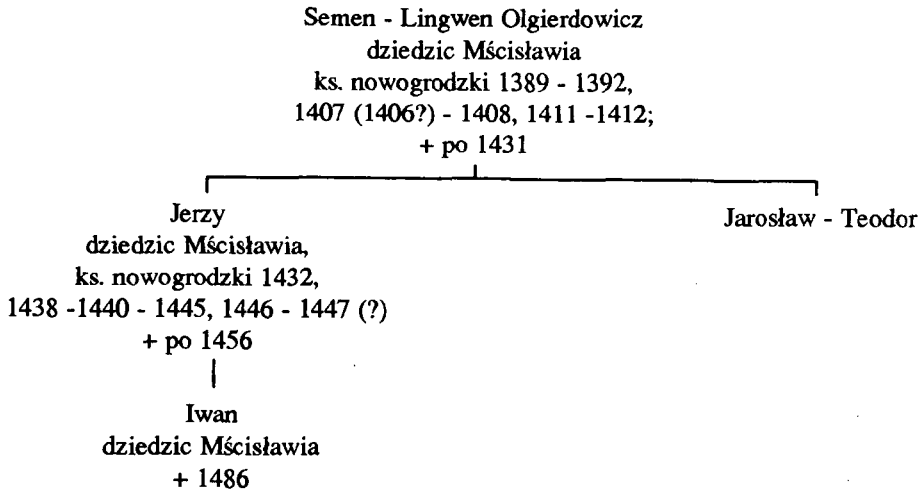 Semen - Lingwen Olgierdowicz
dziedzic Mścisławia
ks. nowogrodzki 1389 - 1392,
1407 (1406?) - 1408, 1411 -1412;
+ po 1431
Jerzy
dziedzic Mścisławia,
ks. nowogrodzki 1432,
1438 -1440 - 1445, 1446 - 1447 (?)
+ po 1456
Jarosław - Teodor
Iwan
dziedzic Mścisławia
+ 1486